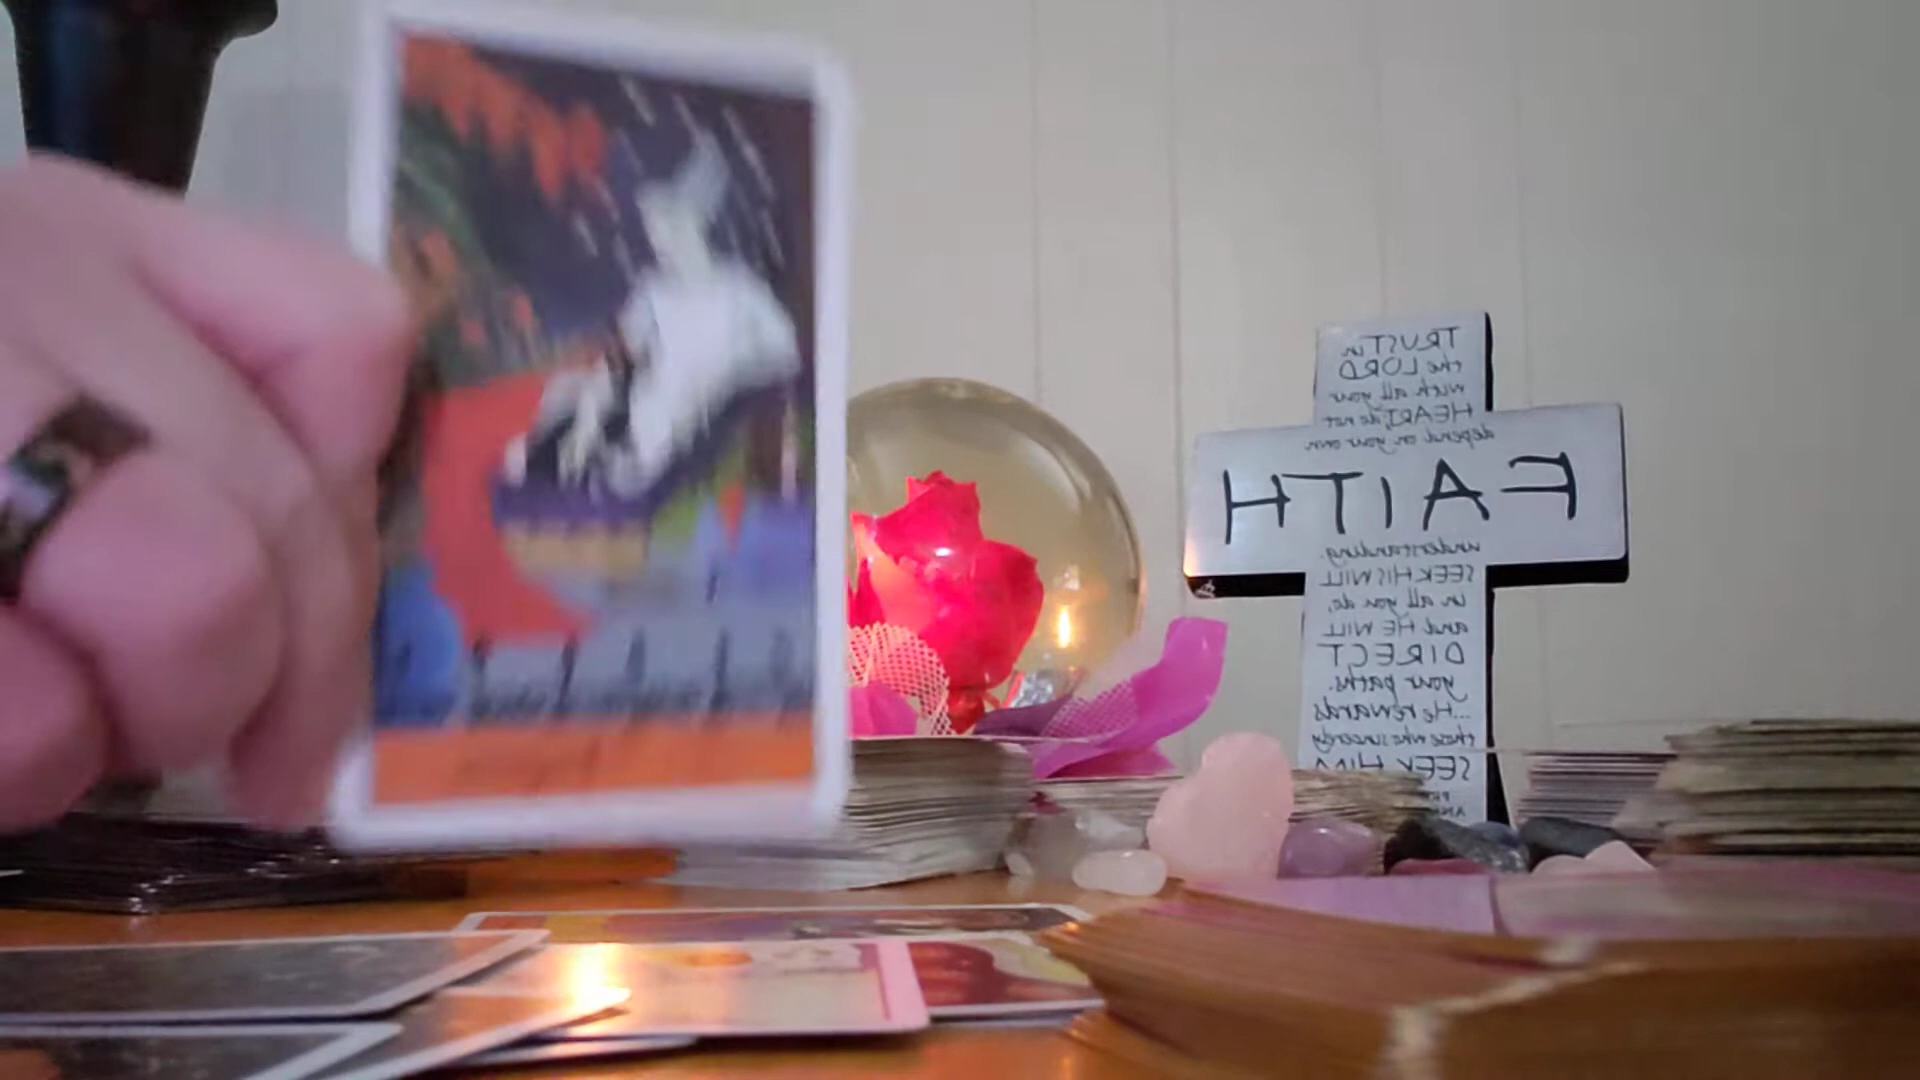 TRUST in
the LORD
with all your
HEART; do not
depend on your own
FAITH
understanding.
SEEK HIS WILL
in all you do,
and HE WILL
DIRECT
your paths.
...He rewards
those who sincerely
SEEK HIM